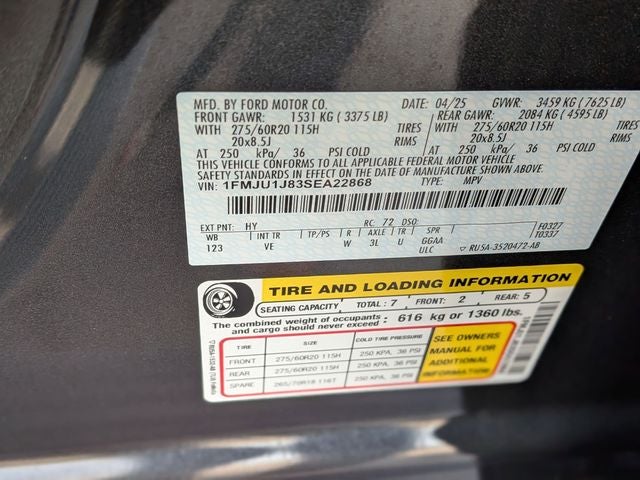 MFD. BY FORD MOTOR CO. DATE: 04/25 GVWR: 3459 KG (7625 LB)
FRONT GAWR: 1531 KG (3375 LB) REAR GAWR: 2084 KG (4595 LB)
WITH 275/60R20 115H TIRES WITH 275/60R20 115H TIRES
20x8.5J RIMS 20x8.5J RIMS
AT 250 kPa/ 36 PSI COLD AT 250 kPa/ 36 PSI COLD
THIS VEHICLE CONFORMS TO ALL APPLICABLE FEDERAL MOTOR VEHICLE
SAFETY STANDARDS IN EFFECT ON THE DATE OF MANUFACTURE SHOWN ABOVE.
VIN: 1FMJU1J83SEA22868 TYPE: MPV
EXT PNT: HY RC: 72 DSO: F0327
WB INT TR TP/PS R AXLE TR SPR T0337
123 VE W 3L U GGAA
ULC ▽ RU5A-3520472-AB
TIRE AND LOADING INFORMATION
SEATING CAPACITY TOTAL: 7 FRONT: 2 REAR: 5
The combined weight of occupants and cargo should never exceed: 616 kg or 1360 lbs.
TIRE SIZE COLD TIRE PRESSURE
FRONT 275/60R20 115H 250 KPA, 36 PSI
REAR 275/60R20 115H 250 KPA, 36 PSI
SPARE 265/70R18 116T 250 KPA, 36 PSI
SEE OWNERS
MANUAL FOR
ADDITIONAL
INFORMATION